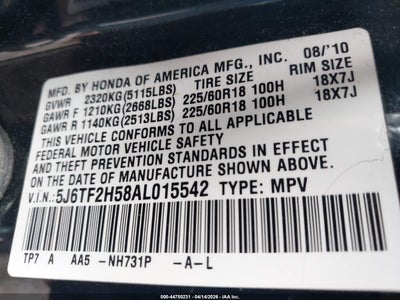 MFD. BY HONDA OF AMERICA MFG., INC. 08/'10
GVWR 2320KG(5115LBS) TIRE SIZE RIM SIZE
GAWR F 1210KG(2668LBS) 225/60R18 100H 18X7J
GAWR R 1140KG(2513LBS) 225/60R18 100H 18X7J
THIS VEHICLE CONFORMS TO ALL APPLICABLE
FEDERAL MOTOR VEHICLE SAFETY
AND THEFT PREVENTION STANDARDS IN EFFECT
ON THE DATE OF MANUFACTURE SHOWN ABOVE.
V.I.N.:5J6TF2H58AL015542 TYPE: MPV
TP7 A AA5 -NH731P -A-L
000-44750231 - 04/14/2026 - © IAA, Inc.